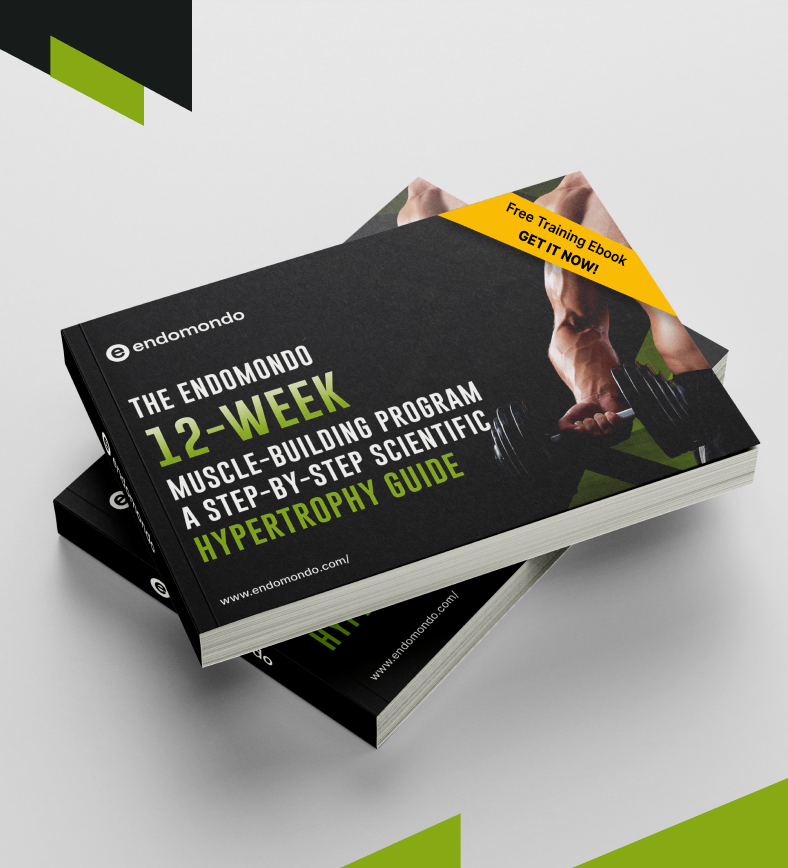 Free Training Ebook
GET IT NOW!
endomondo
THE ENDOMONDO
12-WEEK
MUSCLE-BUILDING PROGRAM
A STEP-BY-STEP SCIENTIFIC
HYPERTROPHY GUIDE
www.endomondo.com/
www.endomondo.com/